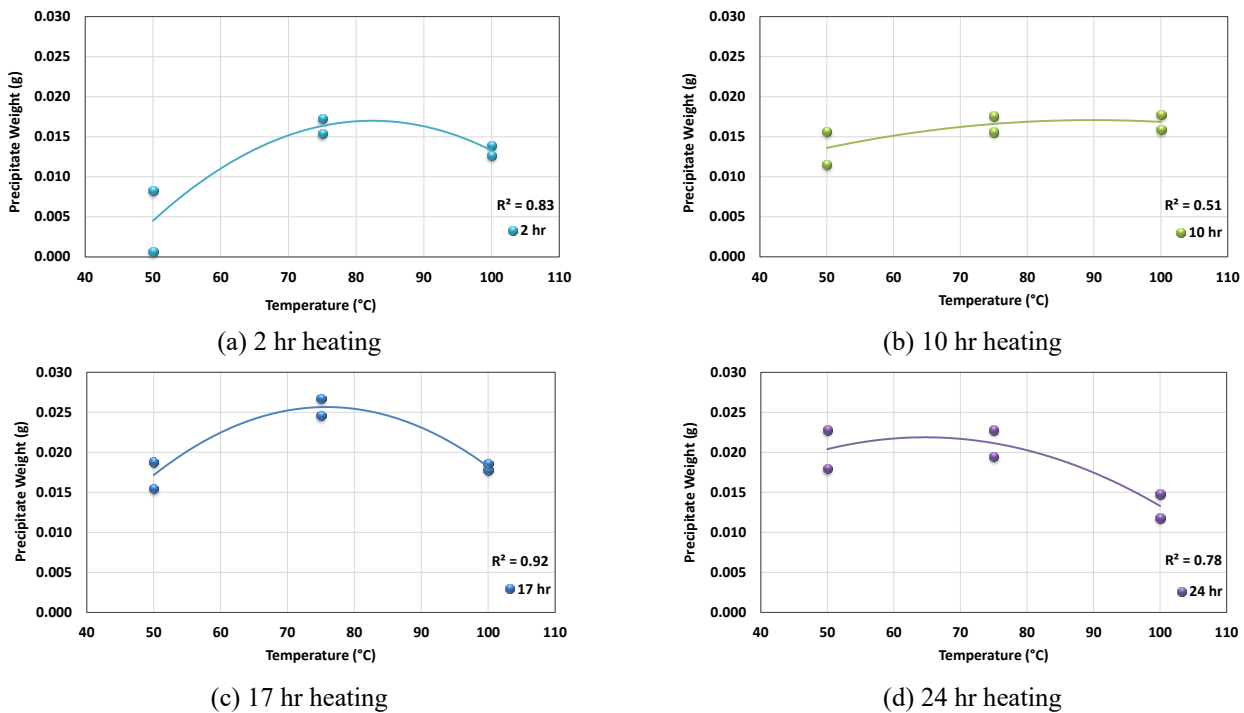 0.030
0.025
0.020
0.015
0.010
0.005
0.000
Precipitate Weight (g)
R² = 0.83
2 hr
40 50 60 70 80 90 100 110
Temperature (°C)
(a) 2 hr heating
0.030
0.025
0.020
0.015
0.010
0.005
0.000
Precipitate Weight (g)
R² = 0.51
10 hr
40 50 60 70 80 90 100 110
Temperature (°C)
(b) 10 hr heating
0.030
0.025
0.020
0.015
0.010
0.005
0.000
Precipitate Weight (g)
R² = 0.92
17 hr
40 50 60 70 80 90 100 110
Temperature (°C)
(c) 17 hr heating
0.030
0.025
0.020
0.015
0.010
0.005
0.000
Precipitate Weight (g)
R² = 0.78
24 hr
40 50 60 70 80 90 100 110
Temperature (°C)
(d) 24 hr heating